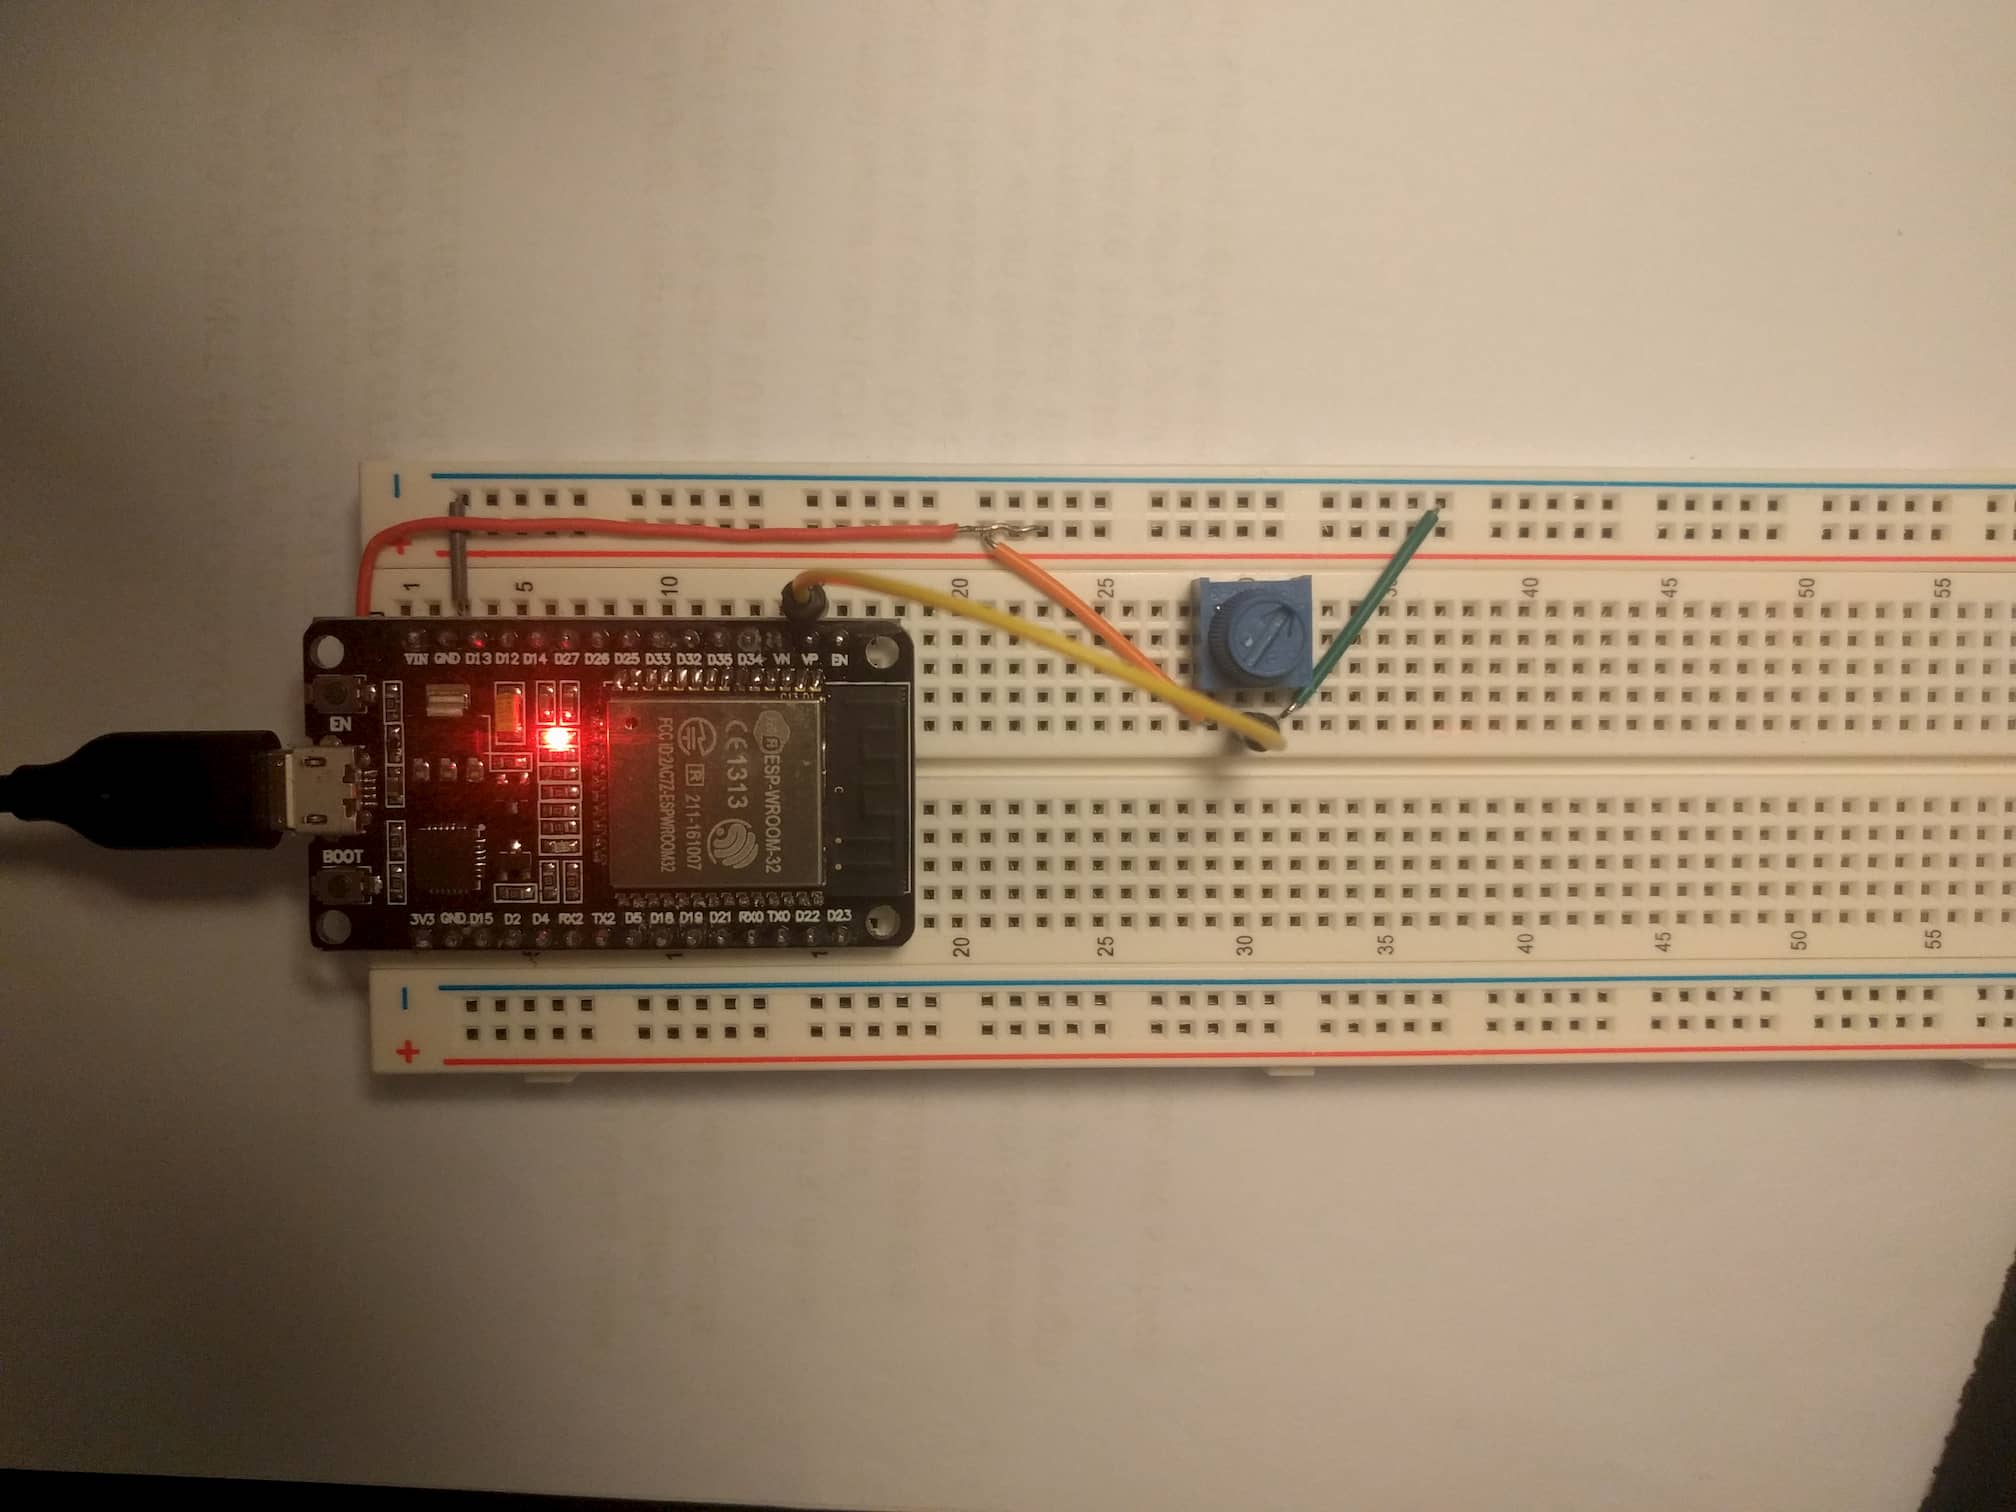 −
+
1 5 10 20 25 40 45 50 55
VIN GND D13 D12 D14 D27 D26 D25 D33 D32 D35 D34 VN VP EN
EN
ESP-WROOM-32
CE1313
R 211-161007
FCC ID:2AC7Z-ESPWROOM32
BOOT
3V3 GND D15 D2 D4 RX2 TX2 D5 D18 D19 D21 RX0 TX0 D22 D23
20 25 30 35 40 45 50 55
−
+